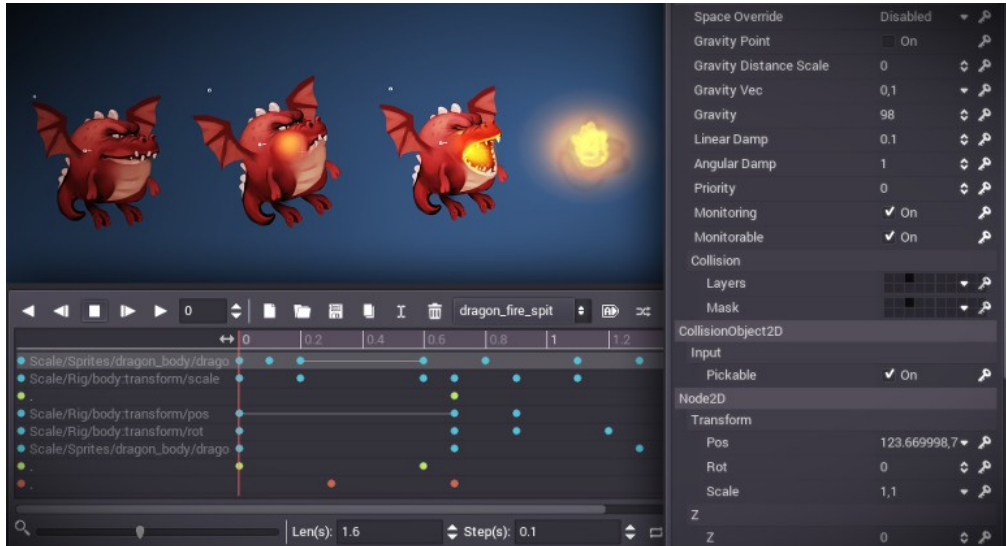 Space Override Disabled
Gravity Point On
Gravity Distance Scale 0
Gravity Vec 0,1
Gravity 98
Linear Damp 0.1
Angular Damp 1
Priority 0
Monitoring On
Monitorable On
Collision
Layers
Mask
CollisionObject2D
Input
Pickable On
Node2D
Transform
Pos 123.669998,7
Rot 0
Scale 1,1
Z
Z 0
0 dragon_fire_spit
0 0.2 0.4 0.6 0.8 1 1.2
Scale/Sprites/dragon_body/drago
Scale/Rig/body:transform/scale
.
Scale/Rig/body:transform/pos
Scale/Rig/body:transform/rot
Scale/Sprites/dragon_body/drago
.
.
Len(s): 1.6 Step(s): 0.1